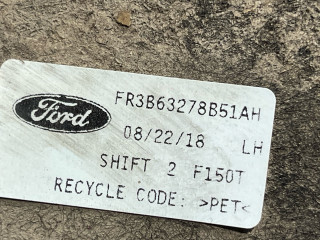 Ford
FR3B63278B51AH
08/22/18 LH
SHIFT 2 F150T
RECYCLE CODE: >PET<